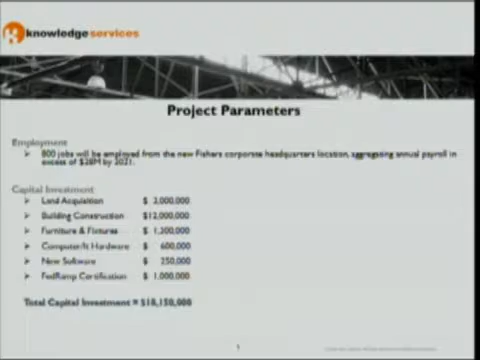 knowledgeservices
Project Parameters
Employment
➤ 800 jobs will be employed from the new Fishers corporate headquarters location, aggregating annual payroll in
excess of $28M by 2021.
Capital Investment
➤ Land Acquisition $ 3,000,000
➤ Building Construction $12,000,000
➤ Furniture & Fixtures $ 1,300,000
➤ Computer/It Hardware $ 600,000
➤ New Software $ 250,000
➤ FedRamp Certification $ 1,000,000
Total Capital Investment = $18,150,000